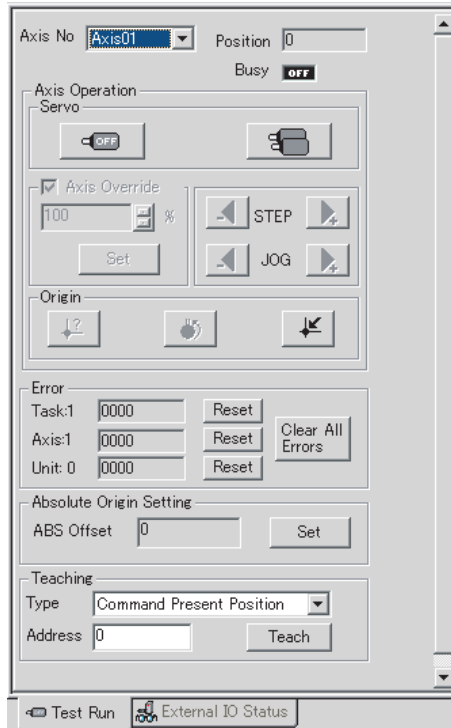 Axis No Axis01 Position 0
Busy OFF
Axis Operation
Servo
OFF
Axis Override
100 % STEP
Set JOG
Origin
?
Error
Task:1 0000 Reset
Axis:1 0000 Reset Clear All Errors
Unit: 0 0000 Reset
Absolute Origin Setting
ABS Offset 0 Set
Teaching
Type Command Present Position
Address 0 Teach
Test Run External IO Status